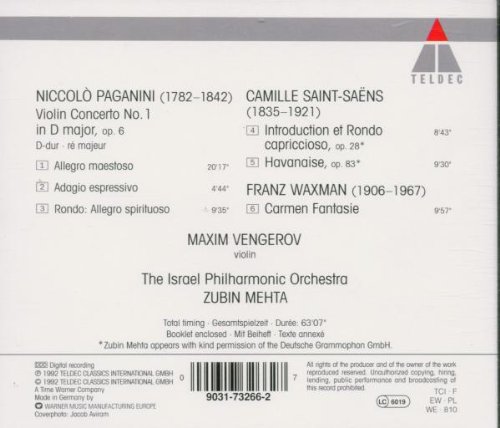 TELDEC
NICCOLÒ PAGANINI (1782–1842)
Violin Concerto No. 1
in D major, op. 6
D-dur · ré majeur
1 Allegro maestoso 20'17"
2 Adagio espressivo 4'44"
3 Rondo: Allegro spirituoso 9'35"
CAMILLE SAINT-SAËNS
(1835–1921)
4 Introduction et Rondo
capriccioso, op. 28* 8'43"
5 Havanaise, op. 83* 9'30"
FRANZ WAXMAN (1906–1967)
6 Carmen Fantasie 9'57"
MAXIM VENGEROV
violin
The Israel Philharmonic Orchestra
ZUBIN MEHTA
Total timing · Gesamtspielzeit · Durée: 63'07"
Booklet enclosed · Mit Beiheft · Texte annexé
*Zubin Mehta appears with kind permission of the Deutsche Grammophon GmbH.
DDD Digital recording
℗ 1992 TELDEC CLASSICS INTERNATIONAL GMBH
© 1992 TELDEC CLASSICS INTERNATIONAL GMBH
A Time Warner Company
Made in Germany by
WARNER MUSIC MANUFACTURING EUROPE
Coverphoto: Jacob Aviram
0 7
9031-73266-2
All rights of the producer and of the owner of the work
reproduced reserved. Unauthorized copying, hiring,
lending, public performance and broadcasting of
this record prohibited.
LC 6019
TCI · F
EW · PL
WE · 810